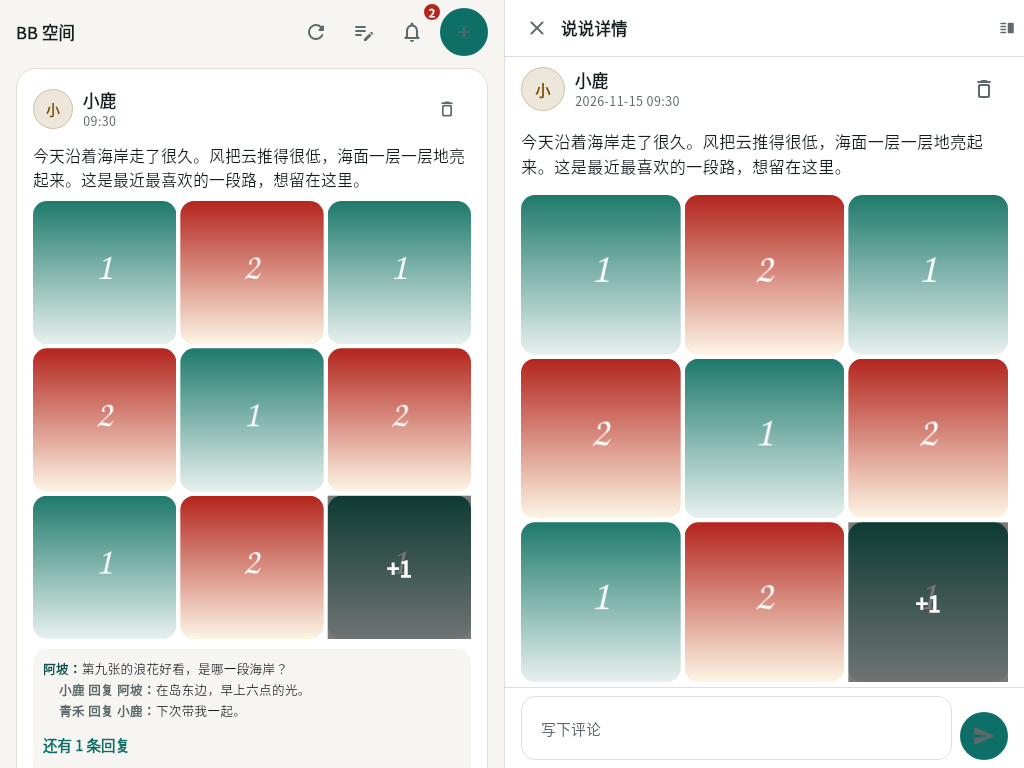 BB 空间
2
小鹿
小
09:30
今天沿着海岸走了很久。风把云推得很低，海面一层一层地亮
起来。这是最近最喜欢的一段路，想留在这里。
1
2
1
2
1
2
1
2
1
+1
阿坡：第九张的浪花好看，是哪一段海岸？
小鹿 回复 阿坡：在岛东边，早上六点的光。
青禾 回复 小鹿：下次带我一起。
还有 1 条回复
说说详情
小
小鹿
2026-11-15 09:30
今天沿着海岸走了很久。风把云推得很低，海面一层一层地亮起
来。这是最近最喜欢的一段路，想留在这里。
1
2
1
2
1
2
1
2
1
+1
写下评论